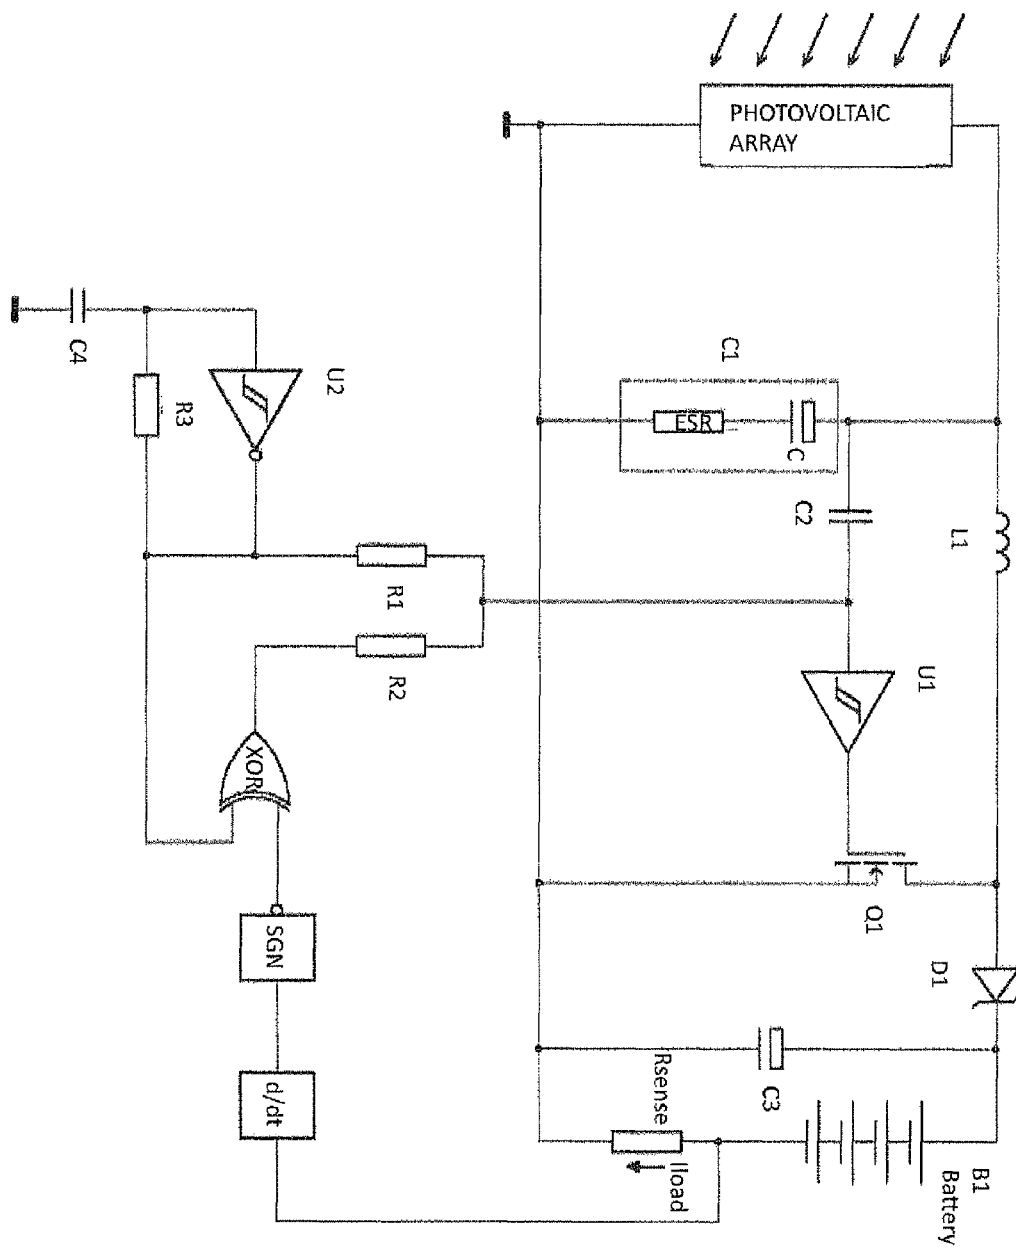 PHOTOVOLTAIC
ARRAY
C1
ESR
C
C2
L1
C4
R3
U2
R1
R2
U1
XOR
Q1
SGN
D1
d/dt
Rsense
Iload
C3
B1
Battery